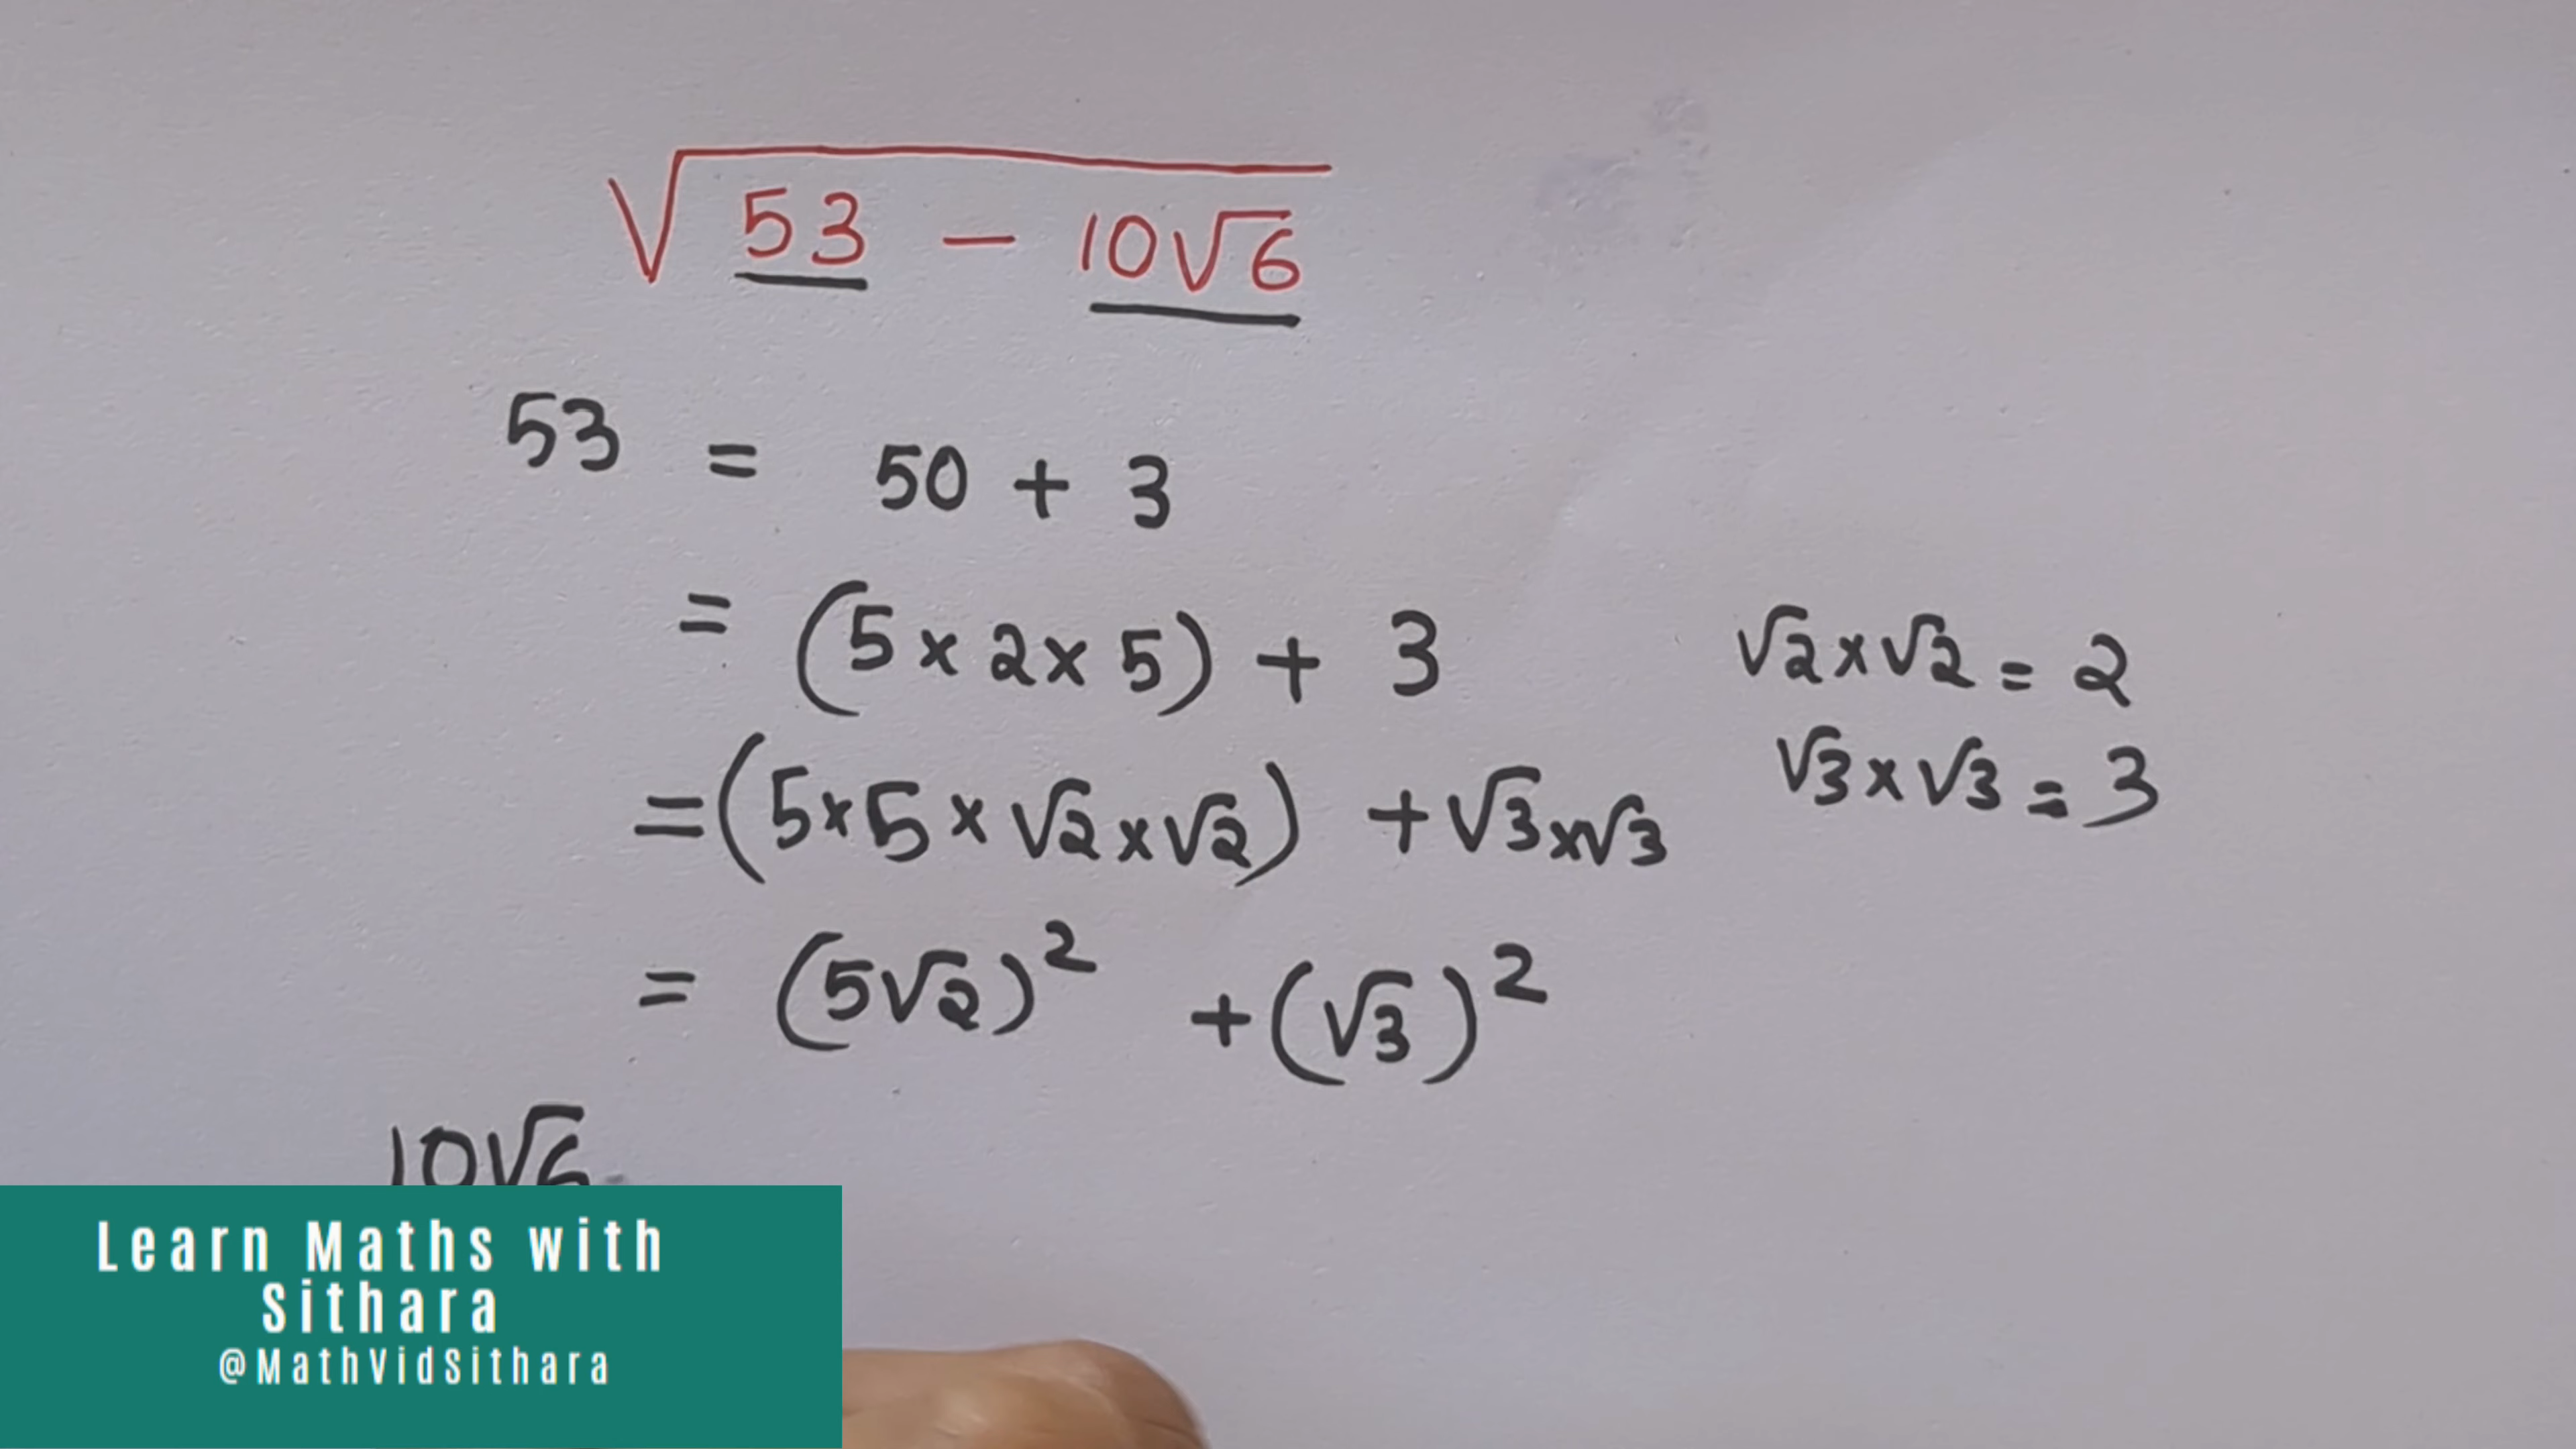 √53 - 10√6
53 = 50 + 3
= (5 × 2 × 5) + 3
√2 × √2 = 2
= (5 × 5 × √2 × √2) + √3 × √3
√3 × √3 = 3
= (5√2)² + (√3)²
10√6
Learn Maths with
Sithara
@MathVidSithara